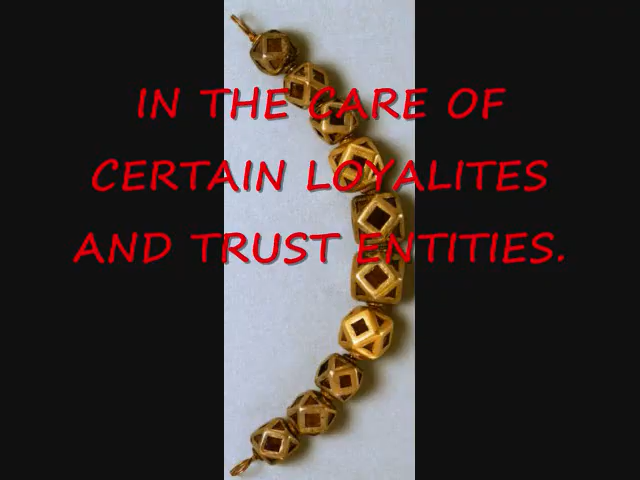 IN THE CARE OF
CERTAIN LOYALITES
AND TRUST ENTITIES.